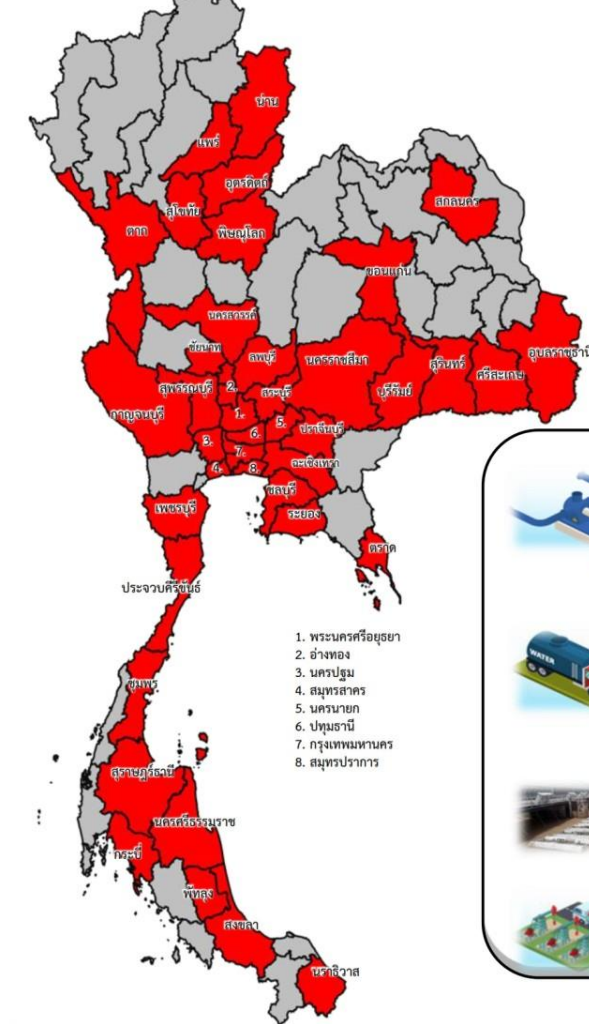 น่าน
แพร่
อุตรดิตถ์
สุโขทัย
ตาก
พิษณุโลก
สกลนคร
ขอนแก่น
นครสวรรค์
ชัยนาท
ลพบุรี
นครราชสีมา
อุบลราชธานี
สุรินทร์
ศรีสะเกษ
บุรีรัมย์
สุพรรณบุรี
2.
สระบุรี
กาญจนบุรี
1.
5.
ปราจีนบุรี
3.
6.
7.
4.
8.
ฉะเชิงเทรา
ชลบุรี
ระยอง
เพชรบุรี
ตราด
ประจวบคีรีขันธ์
1. พระนครศรีอยุธยา
2. อ่างทอง
3. นครปฐม
4. สมุทรสาคร
5. นครนายก
6. ปทุมธานี
7. กรุงเทพมหานคร
8. สมุทรปราการ
WATER
ชุมพร
สุราษฎร์ธานี
นครศรีธรรมราช
กระบี่
พัทลุง
สงขลา
นราธิวาส